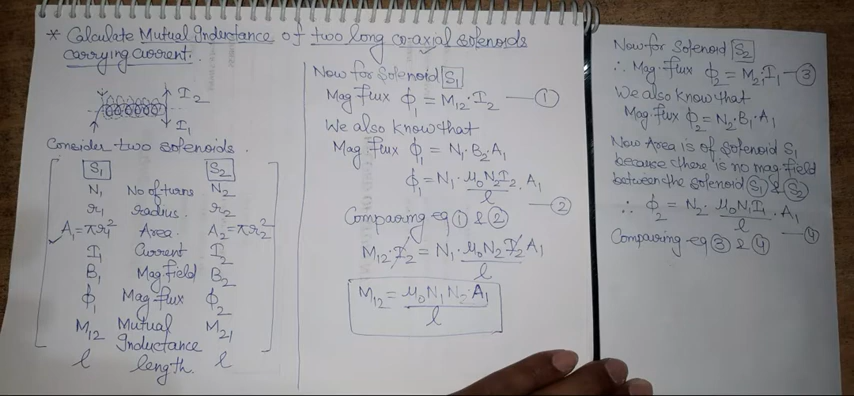 * Calculate Mutual Inductance of two long co-axial solenoids
carrying current.
I2
I1
Consider two solenoids.
S1 S2
N1 No of turns N2
r1 radius. r2
A1=πr1² Area. A2=πr2²
I1 Current I2
B1 Mag field B2
ϕ1 Mag flux ϕ2
M12 Mutual Inductance M21
l length. l
Now for Solenoid S1
Mag flux ϕ1 = M12·I2 — ①
We also know that
Mag flux ϕ1 = N1·B2·A1
ϕ1 = N1·μ0N2I2/l·A1
— ②
Comparing eq ① & ②
M12·I2 = N1·μ0N2I2A1/l
M12 = μ0N1N2·A1/l
Now for Solenoid S2
∴ Mag. Flux ϕ2 = M21I1 — ③
We also know that
Mag. flux ϕ2 = N2·B1·A1
Now Area is of solenoid S1
because there is no mag. field
between the solenoid S1 & S2
∴ ϕ2 = N2·μ0N1I1/l·A1
— ④
Comparing eq ③ & ④